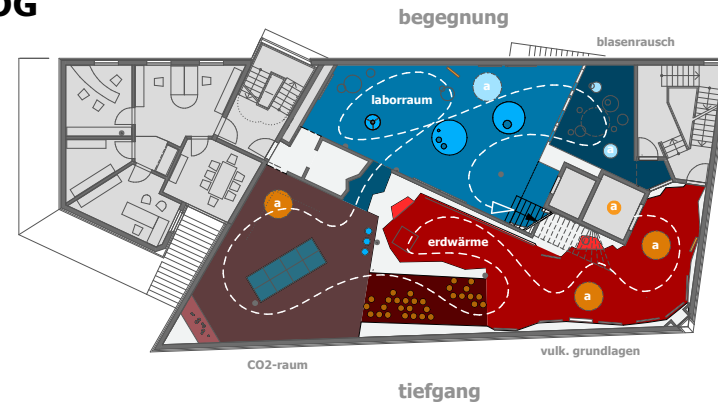 OG
begegnung
blasenrausch
laborraum
a
a
a
a
erdwärme
a
a
CO2-raum
vulk. grundlagen
tiefgang